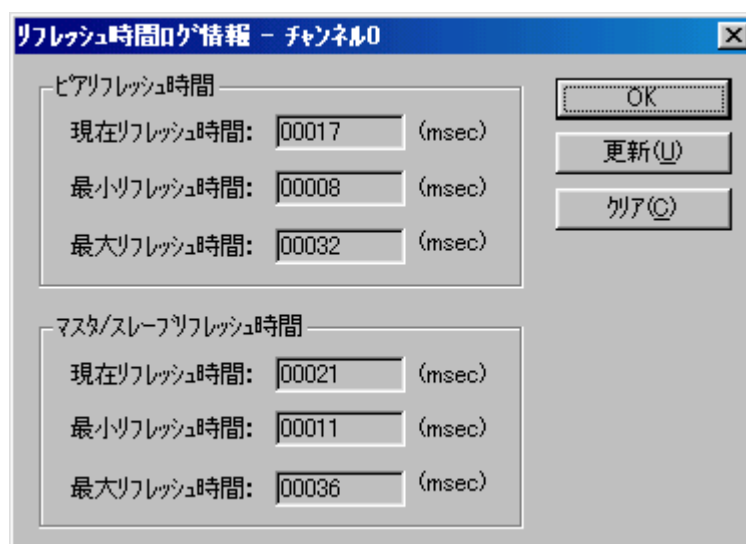 ﾘﾌﾚｯｼｭ時間ﾛｸﾞ情報 - ﾁｬﾝﾈﾙ0
ﾋﾟｱﾘﾌﾚｯｼｭ時間
現在ﾘﾌﾚｯｼｭ時間: 00017 (msec)
最小ﾘﾌﾚｯｼｭ時間: 00008 (msec)
最大ﾘﾌﾚｯｼｭ時間: 00032 (msec)
OK
更新(U)
ｸﾘｱ(C)
ﾏｽﾀ/ｽﾚｰﾌﾞﾘﾌﾚｯｼｭ時間
現在ﾘﾌﾚｯｼｭ時間: 00021 (msec)
最小ﾘﾌﾚｯｼｭ時間: 00011 (msec)
最大ﾘﾌﾚｯｼｭ時間: 00036 (msec)